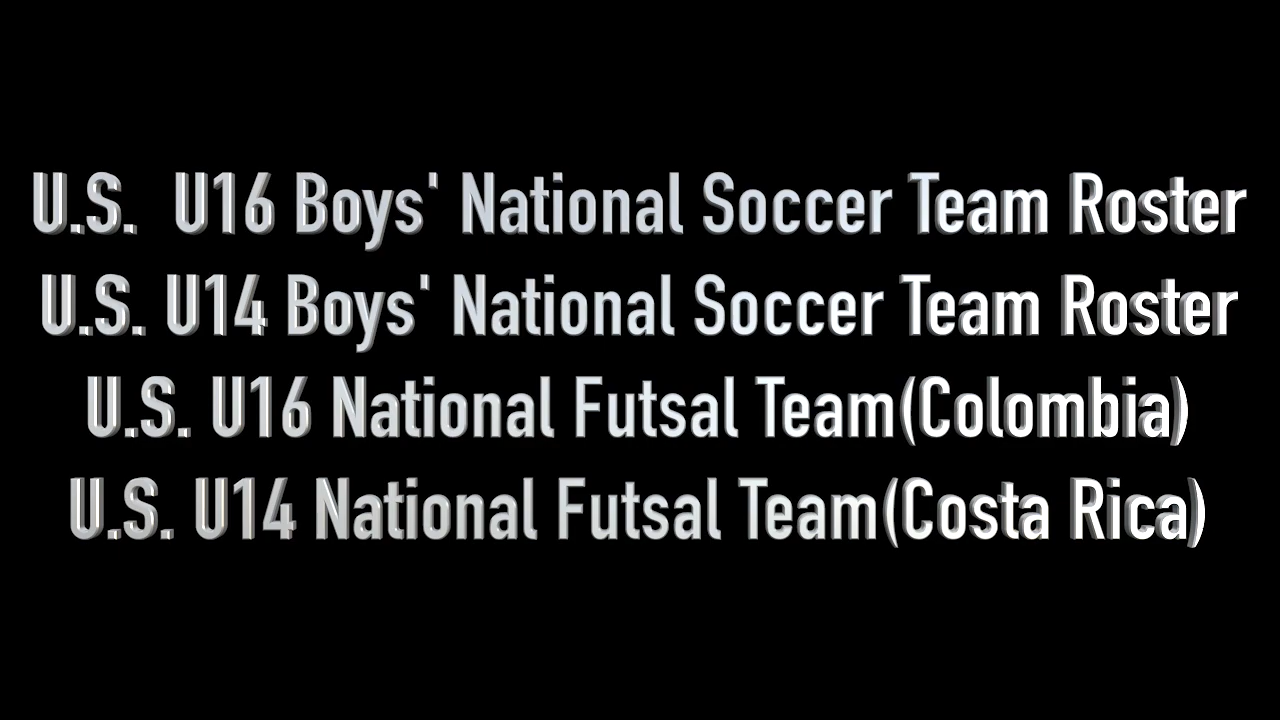 U.S. U16 Boys' National Soccer Team Roster
U.S. U14 Boys' National Soccer Team Roster
U.S. U16 National Futsal Team(Colombia)
U.S. U14 National Futsal Team(Costa Rica)